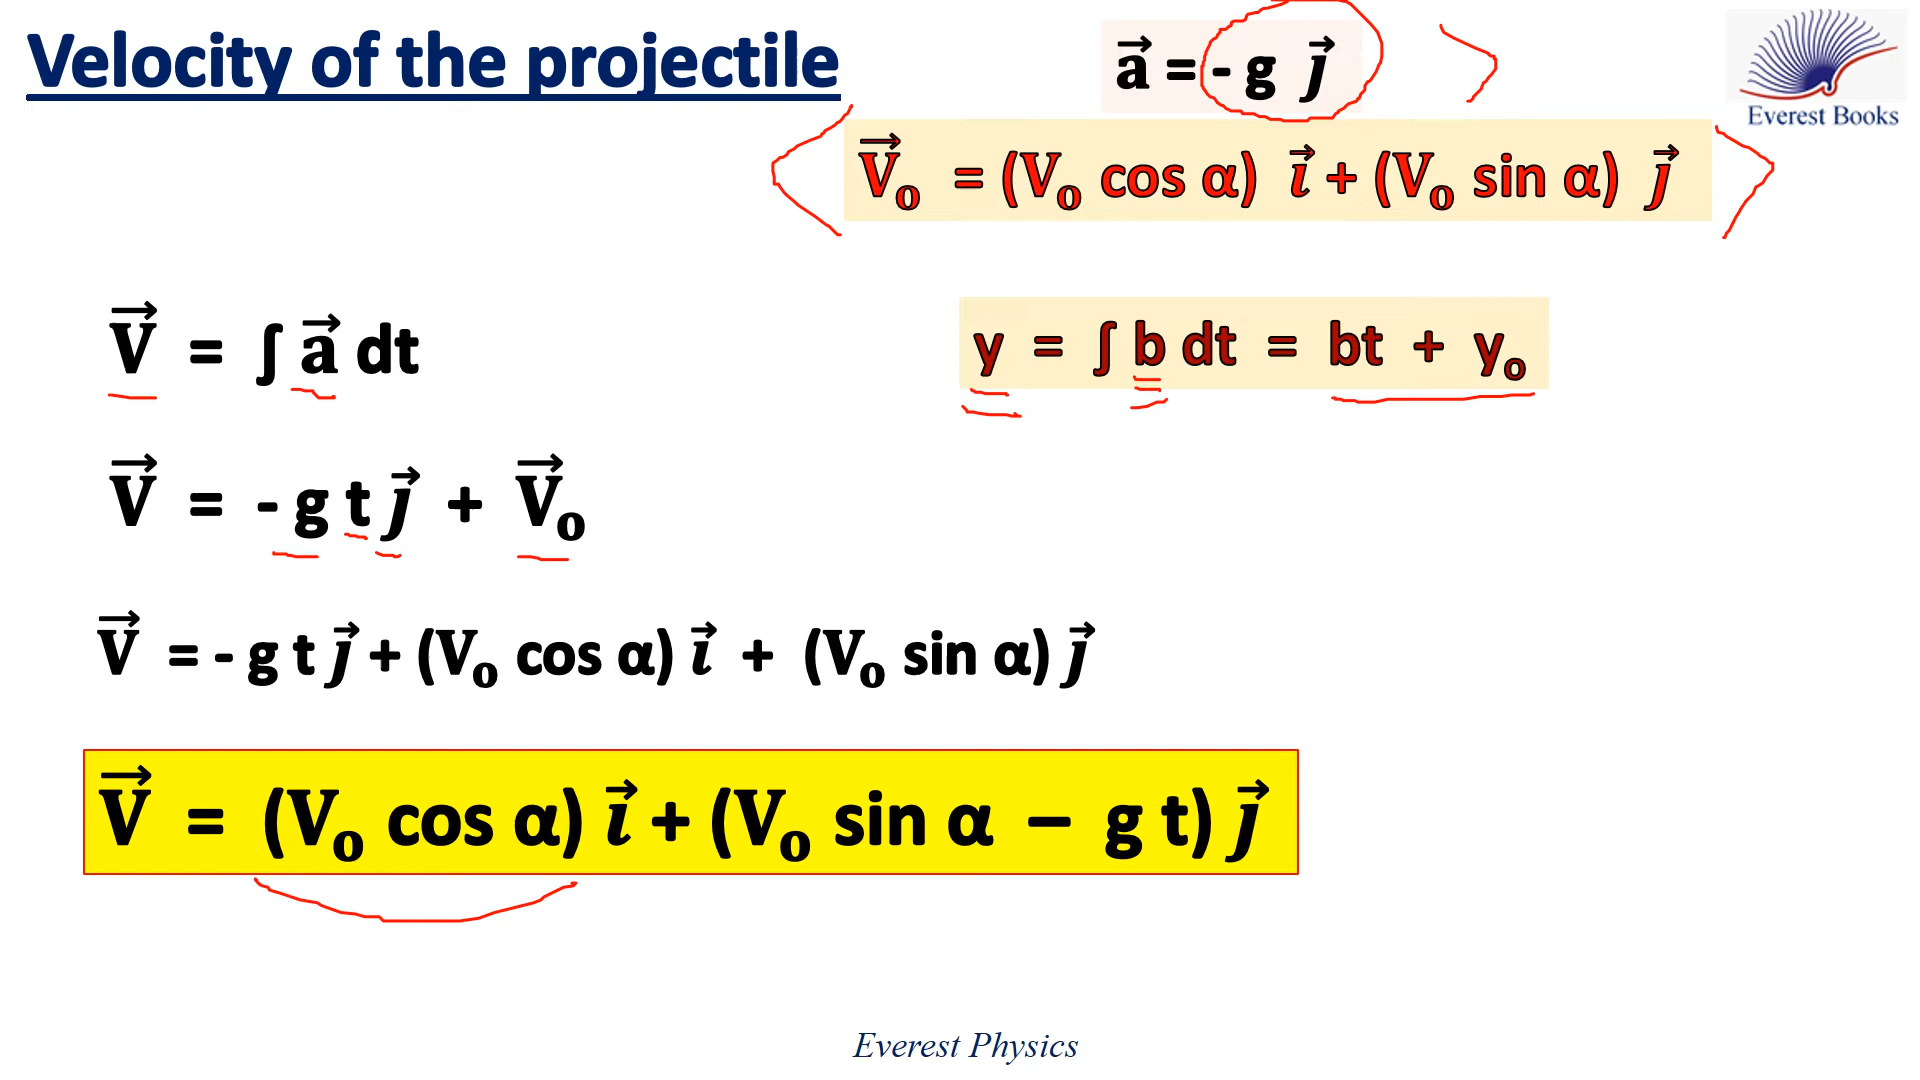 Velocity of the projectile
a⃗ = - g j⃗
Everest Books
V⃗₀ = (V₀ cos α) i⃗ + (V₀ sin α) j⃗
V⃗ = ∫ a⃗ dt
y = ∫ b dt = bt + y₀
V⃗ = - g t j⃗ + V⃗₀
V⃗ = - g t j⃗ + (V₀ cos α) i⃗ + (V₀ sin α) j⃗
V⃗ = (V₀ cos α) i⃗ + (V₀ sin α – g t) j⃗
Everest Physics